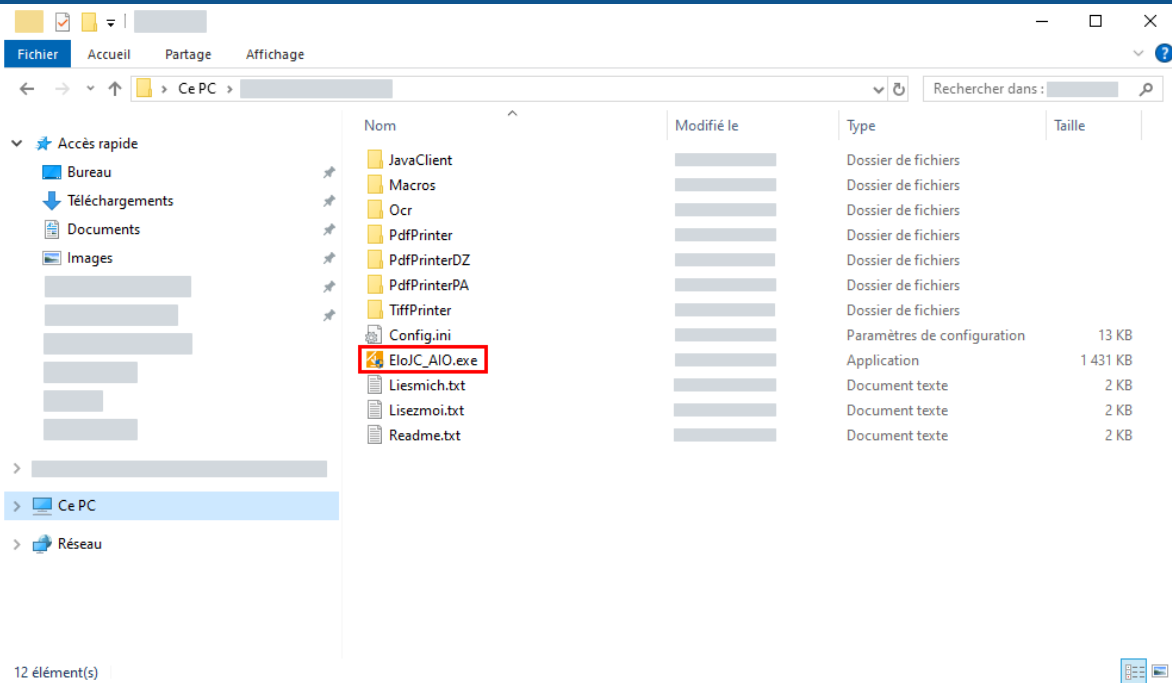 Fichier Accueil Partage Affichage
Ce PC
Rechercher dans :
Accès rapide
Bureau
Téléchargements
Documents
Images
Ce PC
Réseau
Nom Modifié le Type Taille
JavaClient Dossier de fichiers
Macros Dossier de fichiers
Ocr Dossier de fichiers
PdfPrinter Dossier de fichiers
PdfPrinterDZ Dossier de fichiers
PdfPrinterPA Dossier de fichiers
TiffPrinter Dossier de fichiers
Config.ini Paramètres de configuration 13 KB
EloJC_AIO.exe Application 1 431 KB
Liesmich.txt Document texte 2 KB
Lisezmoi.txt Document texte 2 KB
Readme.txt Document texte 2 KB
12 élément(s)